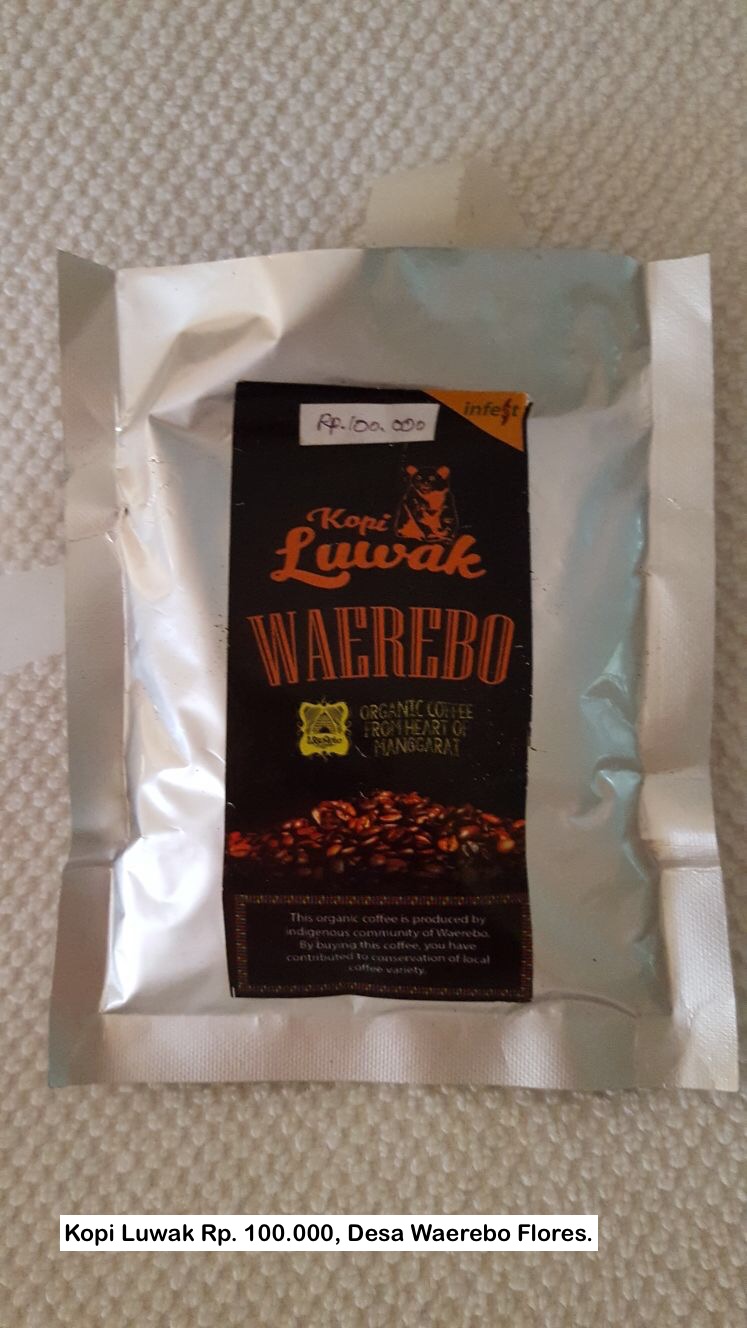 Rp.100.000
infest
Kopi
Luwak
WAEREBO
ORGANIC COFFEE
FROM HEART OF
MANGGARAI
This organic coffee is produced by
indigenous community of Waerebo.
By buying this coffee, you have
contributed to conservation of local
coffee variety.
Kopi Luwak Rp. 100.000, Desa Waerebo Flores.